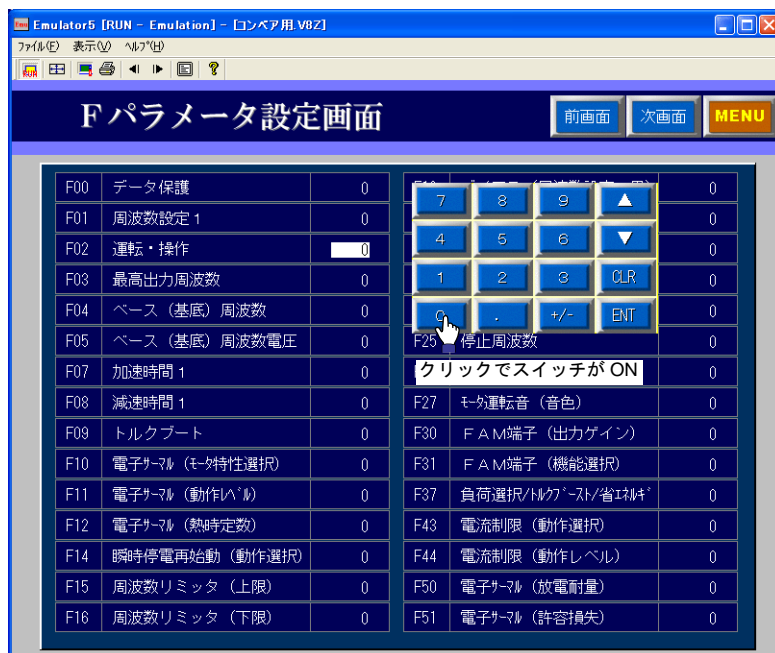 Emulator5 [RUN - Emulation] - [コンベア用.V8Z]
ファイル(F) 表示(V) ヘルプ(H)
Fパラメータ設定画面
前画面 次画面 MENU
F00 データ保護 0
0
F01 周波数設定1 0
0
F02 運転・操作 0
0
F03 最高出力周波数 0
0
F04 ベース（基底）周波数 0
0
F05 ベース（基底）周波数電圧 0
F25 停止周波数 0
F07 加速時間1 0
0
F08 減速時間1 0
F27 ﾓｰﾀ運転音（音色） 0
F09 トルクブート 0
F30 ＦＡＭ端子（出力ゲイン） 0
F10 電子ｻｰﾏﾙ（ﾓｰﾀ特性選択） 0
F31 ＦＡＭ端子（機能選択） 0
F11 電子ｻｰﾏﾙ（動作ﾚﾍﾞﾙ） 0
F37 負荷選択/ﾄﾙｸﾌﾞｰｽﾄ/省ｴﾈﾙｷﾞ 0
F12 電子ｻｰﾏﾙ（熱時定数） 0
F43 電流制限（動作選択） 0
F14 瞬時停電再始動（動作選択） 0
F44 電流制限（動作レベル） 0
F15 周波数リミッタ（上限） 0
F50 電子ｻｰﾏﾙ（放電耐量） 0
F16 周波数リミッタ（下限） 0
F51 電子ｻｰﾏﾙ（許容損失） 0
7 8 9 ▲
4 5 6 ▼
1 2 3 CLR
0 . +/- ENT
クリックでスイッチが ON